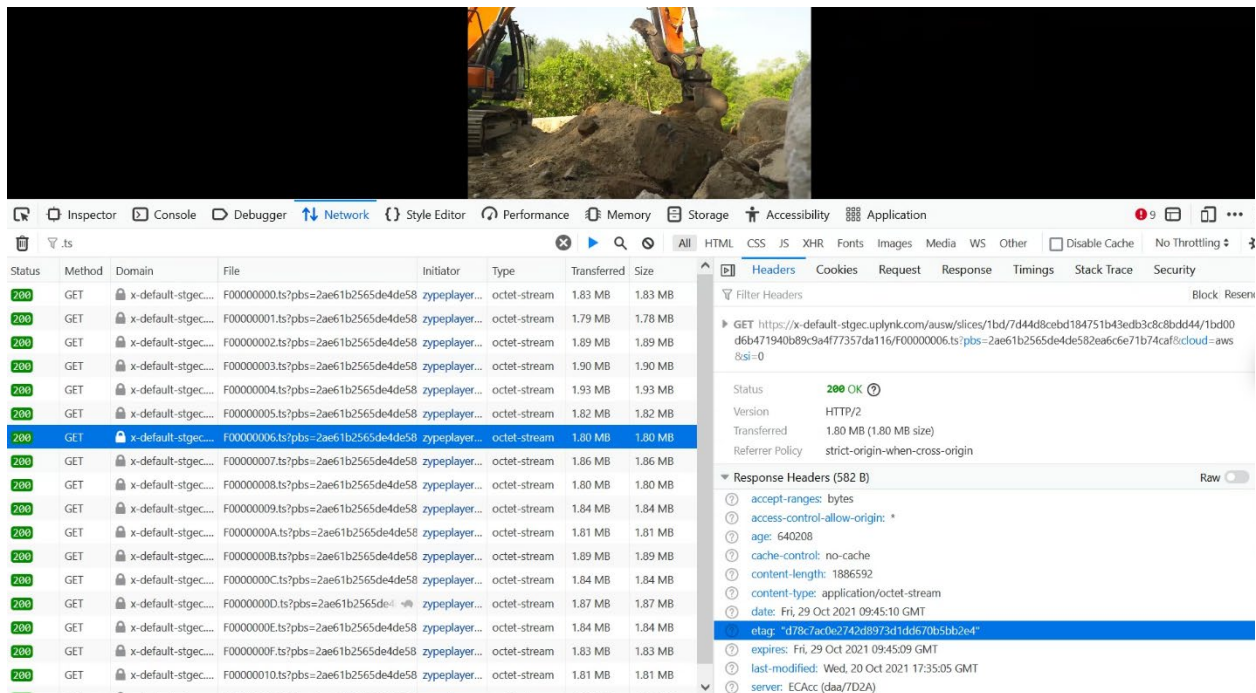 Inspector Console Debugger Network Style Editor Performance Memory Storage Accessibility Application 9
.ts All HTML CSS JS XHR Fonts Images Media WS Other Disable Cache No Throttling
Status Method Domain File Initiator Type Transferred Size
200 GET x-default-stgec.... F00000000.ts?pbs=2ae61b2565de4de58 zypeplayer... octet-stream 1.83 MB 1.83 MB
200 GET x-default-stgec.... F00000001.ts?pbs=2ae61b2565de4de58 zypeplayer... octet-stream 1.79 MB 1.78 MB
200 GET x-default-stgec.... F00000002.ts?pbs=2ae61b2565de4de58 zypeplayer... octet-stream 1.89 MB 1.89 MB
200 GET x-default-stgec.... F00000003.ts?pbs=2ae61b2565de4de58 zypeplayer... octet-stream 1.90 MB 1.90 MB
200 GET x-default-stgec.... F00000004.ts?pbs=2ae61b2565de4de58 zypeplayer... octet-stream 1.93 MB 1.93 MB
200 GET x-default-stgec.... F00000005.ts?pbs=2ae61b2565de4de58 zypeplayer... octet-stream 1.82 MB 1.82 MB
200 GET x-default-stgec.... F00000006.ts?pbs=2ae61b2565de4de58 zypeplayer... octet-stream 1.80 MB 1.80 MB
200 GET x-default-stgec.... F00000007.ts?pbs=2ae61b2565de4de58 zypeplayer... octet-stream 1.86 MB 1.86 MB
200 GET x-default-stgec.... F00000008.ts?pbs=2ae61b2565de4de58 zypeplayer... octet-stream 1.80 MB 1.80 MB
200 GET x-default-stgec.... F00000009.ts?pbs=2ae61b2565de4de58 zypeplayer... octet-stream 1.84 MB 1.84 MB
200 GET x-default-stgec.... F0000000A.ts?pbs=2ae61b2565de4de58 zypeplayer... octet-stream 1.81 MB 1.81 MB
200 GET x-default-stgec.... F0000000B.ts?pbs=2ae61b2565de4de58 zypeplayer... octet-stream 1.89 MB 1.89 MB
200 GET x-default-stgec.... F0000000C.ts?pbs=2ae61b2565de4de58 zypeplayer... octet-stream 1.84 MB 1.84 MB
200 GET x-default-stgec.... F0000000D.ts?pbs=2ae61b2565de4 zypeplayer... octet-stream 1.87 MB 1.87 MB
200 GET x-default-stgec.... F0000000E.ts?pbs=2ae61b2565de4de58 zypeplayer... octet-stream 1.84 MB 1.84 MB
200 GET x-default-stgec.... F0000000F.ts?pbs=2ae61b2565de4de58 zypeplayer... octet-stream 1.83 MB 1.83 MB
200 GET x-default-stgec.... F00000010.ts?pbs=2ae61b2565de4de58 zypeplayer... octet-stream 1.81 MB 1.81 MB
Headers Cookies Request Response Timings Stack Trace Security
Filter Headers Block Resend
GET https://x-default-stgec.uplynk.com/ausw/slices/1bd/7d44d8cebd184751b43edb3c8c8bdd44/1bd00
d6b471940b89c9a4f77357da116/F00000006.ts?pbs=2ae61b2565de4de582ea6c6e71b74caf&cloud=aws
&si=0
Status 200 OK
Version HTTP/2
Transferred 1.80 MB (1.80 MB size)
Referrer Policy strict-origin-when-cross-origin
Response Headers (582 B) Raw
accept-ranges: bytes
access-control-allow-origin: *
age: 640208
cache-control: no-cache
content-length: 1886592
content-type: application/octet-stream
date: Fri, 29 Oct 2021 09:45:10 GMT
etag: "d78c7ac0e2742d8973d1dd670b5bb2e4"
expires: Fri, 29 Oct 2021 09:45:09 GMT
last-modified: Wed, 20 Oct 2021 17:35:05 GMT
server: ECAcc (daa/7D2A)